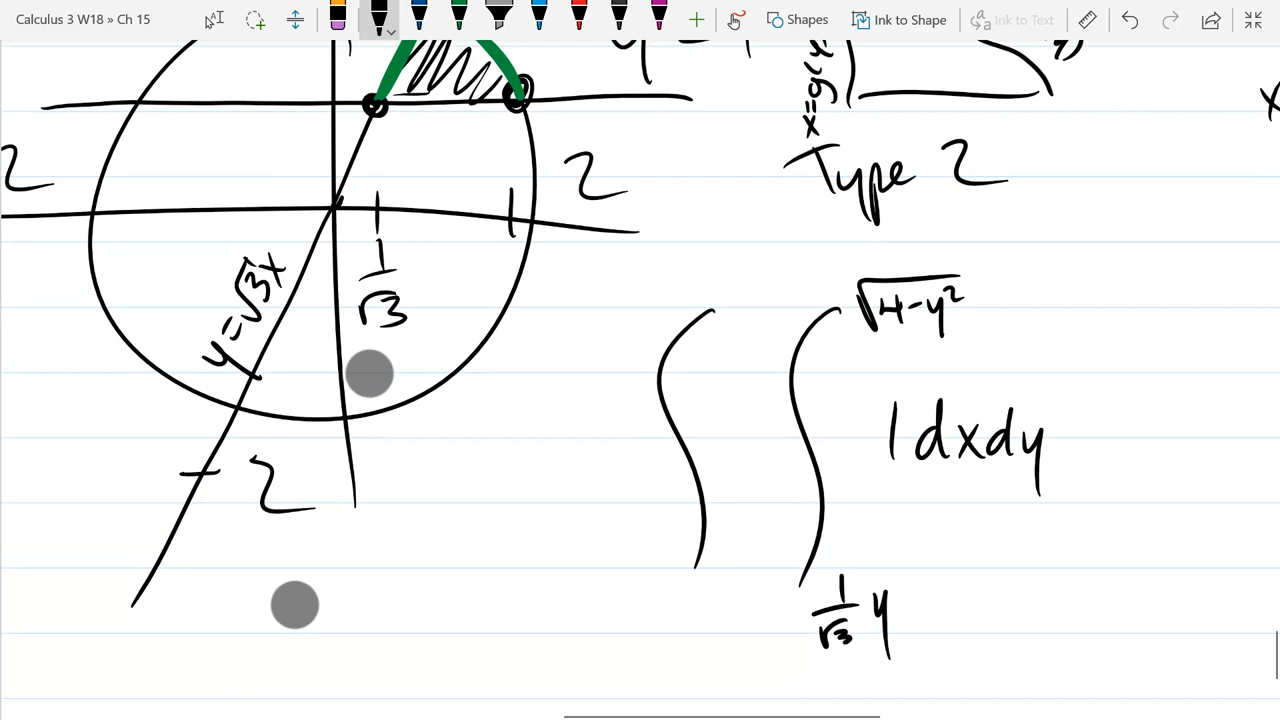 Calculus 3 W18 » Ch 15
Shapes
Ink to Shape
Ink to Text
x=g(y
Type 2
2
2
1
√3
y=√3x
-2
√4-y²
1dxdy
1
√3 y